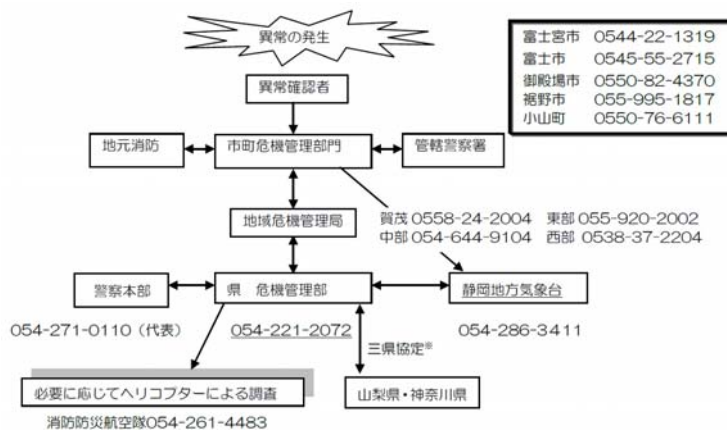 異常の発生
富士宮市 0544-22-1319
富士市 0545-55-2715
御殿場市 0550-82-4370
裾野市 055-995-1817
小山町 0550-76-6111
異常確認者
地元消防
市町危機管理部門
管轄警察署
地域危機管理局
賀茂 0558-24-2004 東部 055-920-2002
中部 054-644-9104 西部 0538-37-2204
警察本部
県 危機管理部
静岡地方気象台
054-271-0110(代表)
054-221-2072
054-286-3411
三県協定※
必要に応じてヘリコプターによる調査
山梨県・神奈川県
消防防災航空隊054-261-4483